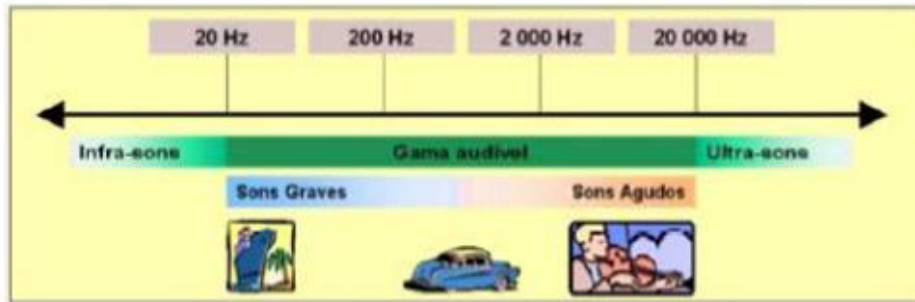 20 Hz 200 Hz 2 000 Hz 20 000 Hz
Infra-sons Gama audível Ultra-sons
Sons Graves Sons Agudos